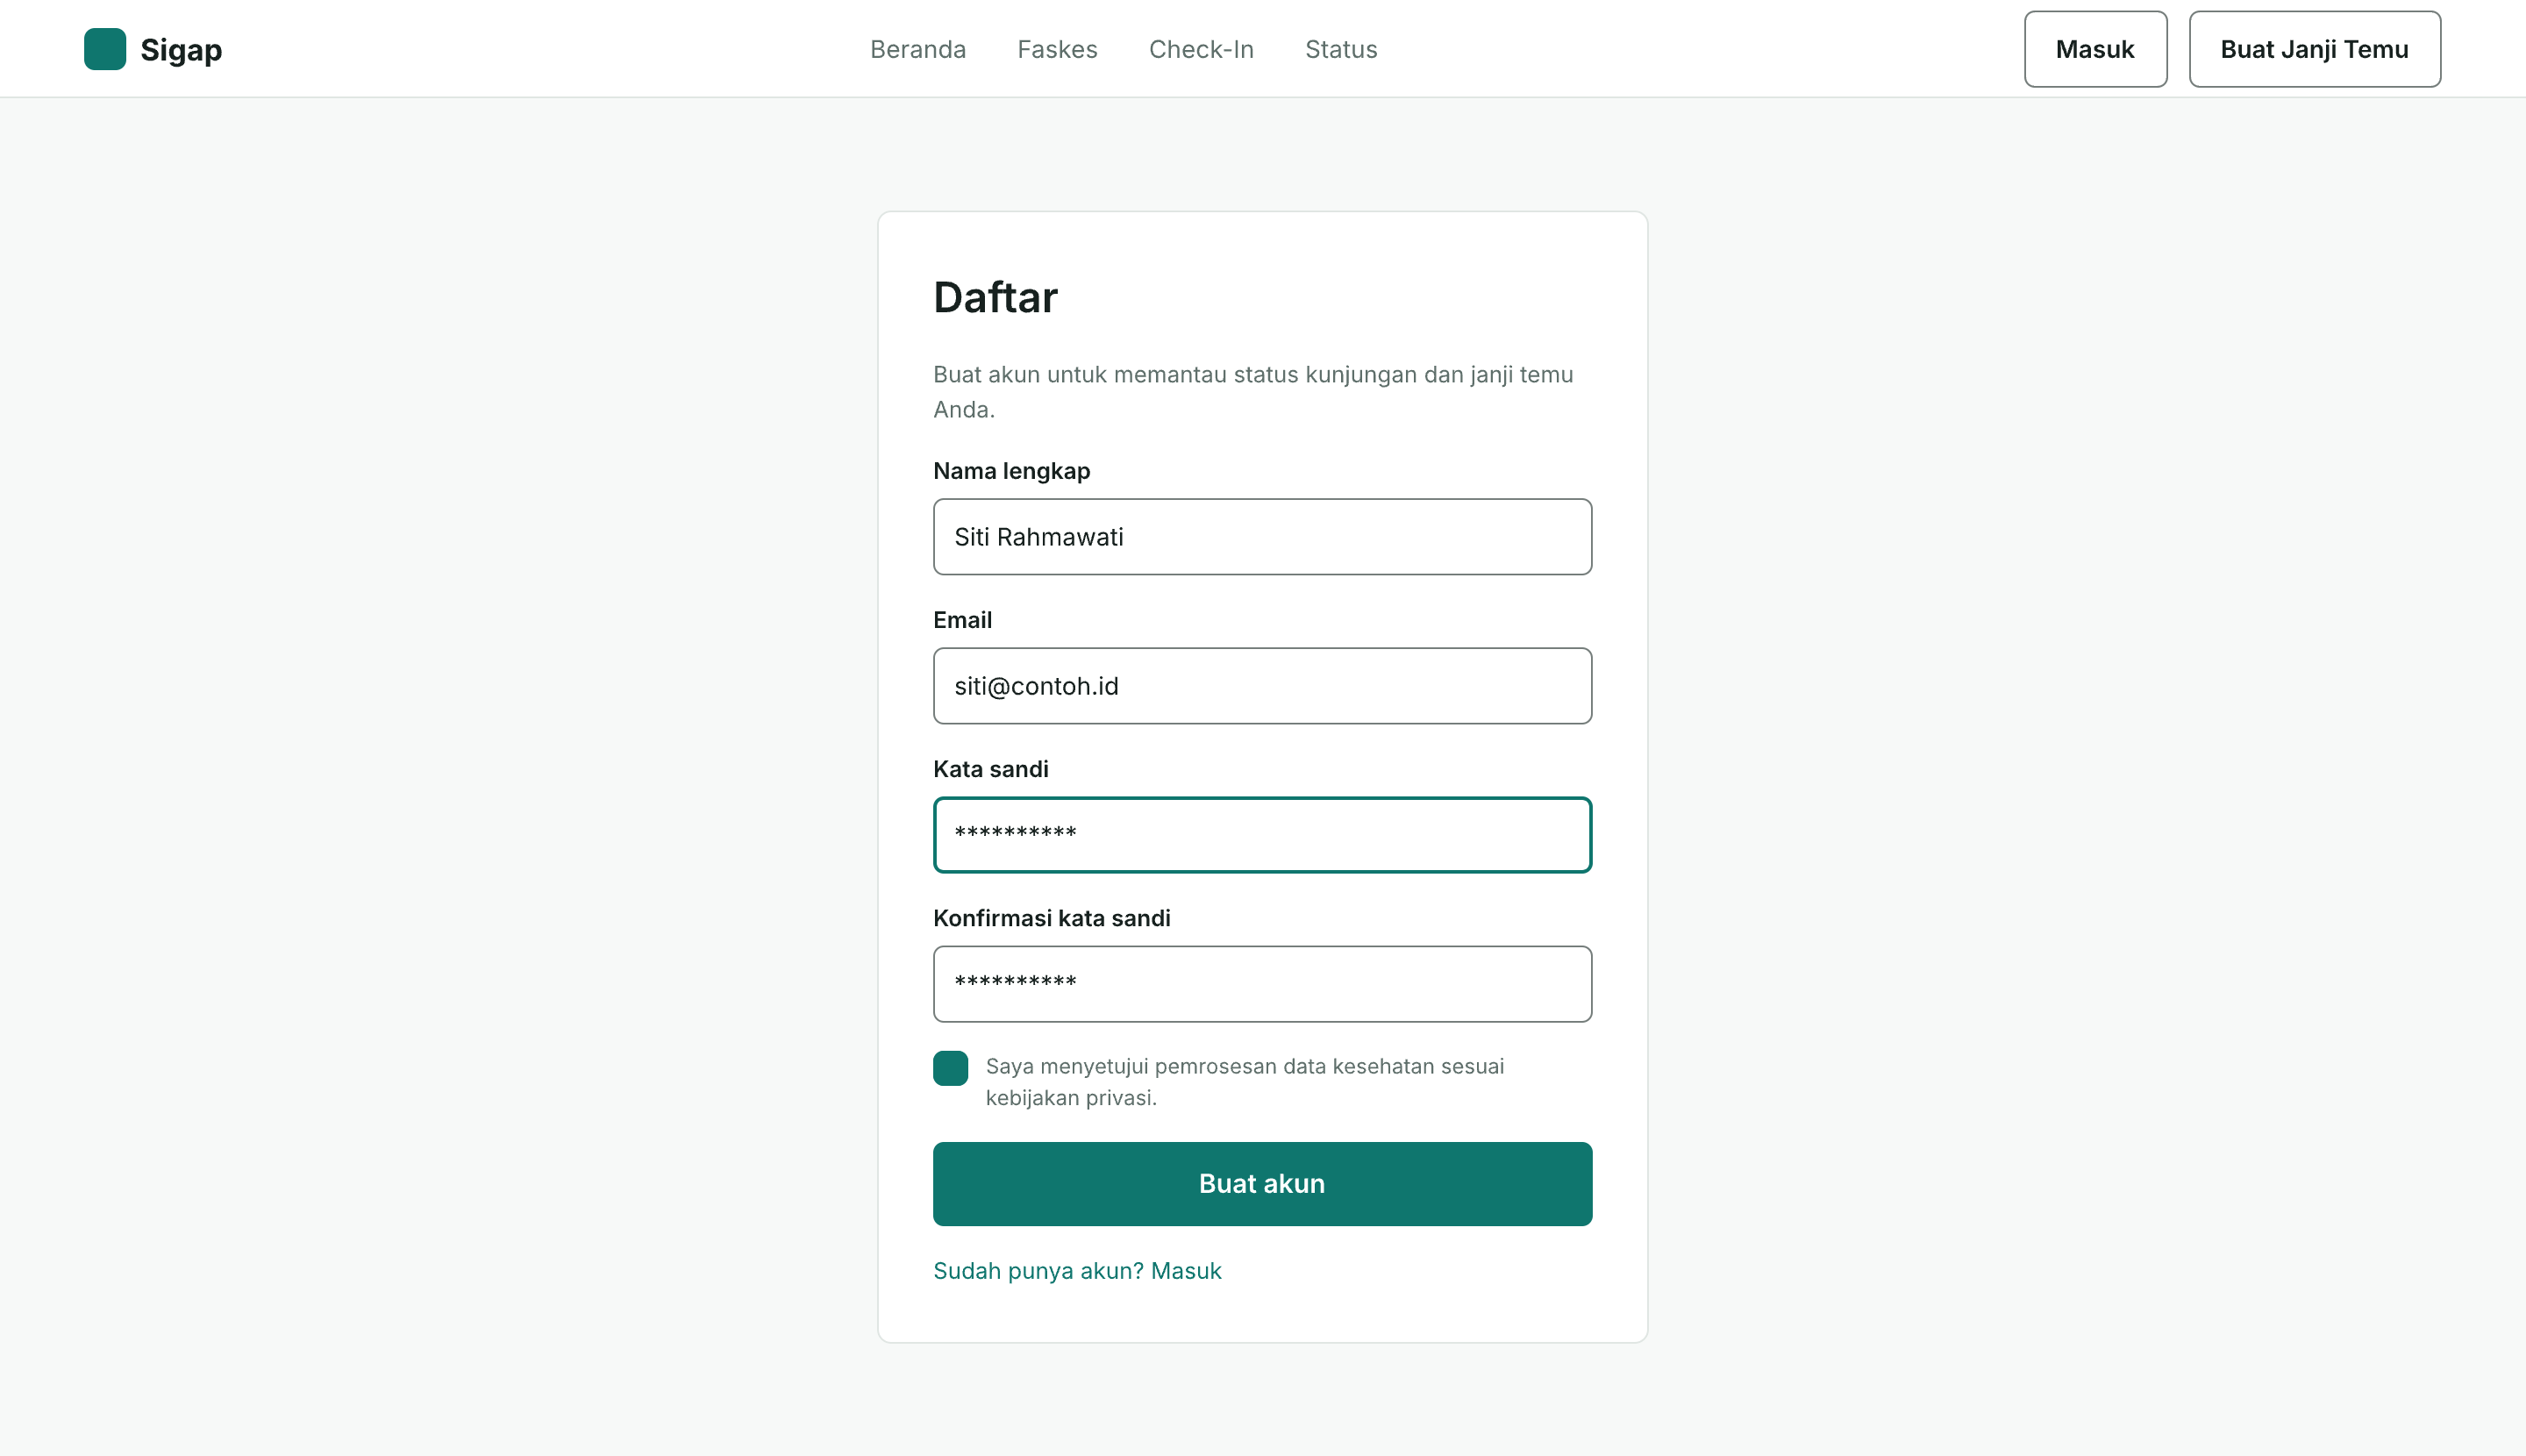 Sigap
Beranda
Faskes
Check-In
Status
Masuk
Buat Janji Temu
Daftar
Buat akun untuk memantau status kunjungan dan janji temu
Anda.
Nama lengkap
Siti Rahmawati
Email
siti@contoh.id
Kata sandi
**********
Konfirmasi kata sandi
**********
Saya menyetujui pemrosesan data kesehatan sesuai
kebijakan privasi.
Buat akun
Sudah punya akun? Masuk